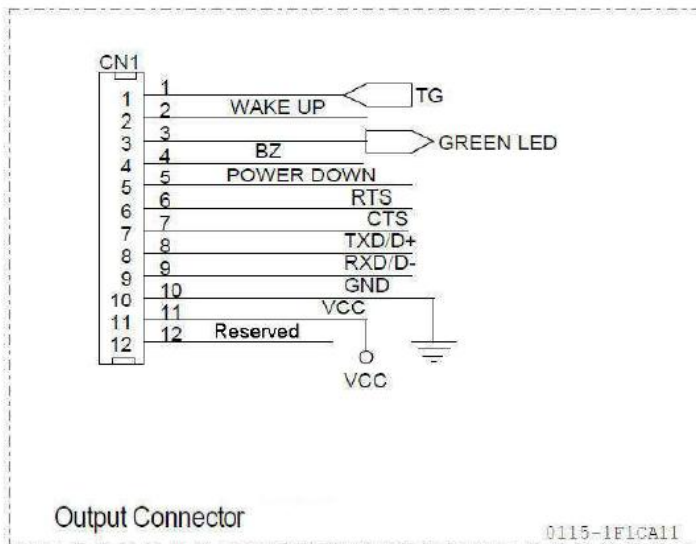 CN1
1 1 TG
2 2 WAKE UP
3 3 GREEN LED
4 4 BZ
5 5 POWER DOWN
6 6 RTS
7 7 CTS
8 8 TXD/D+
9 9 RXD/D-
10 10 GND
11 11 VCC
12 12 Reserved
VCC
Output Connector
0115-1F1CA11